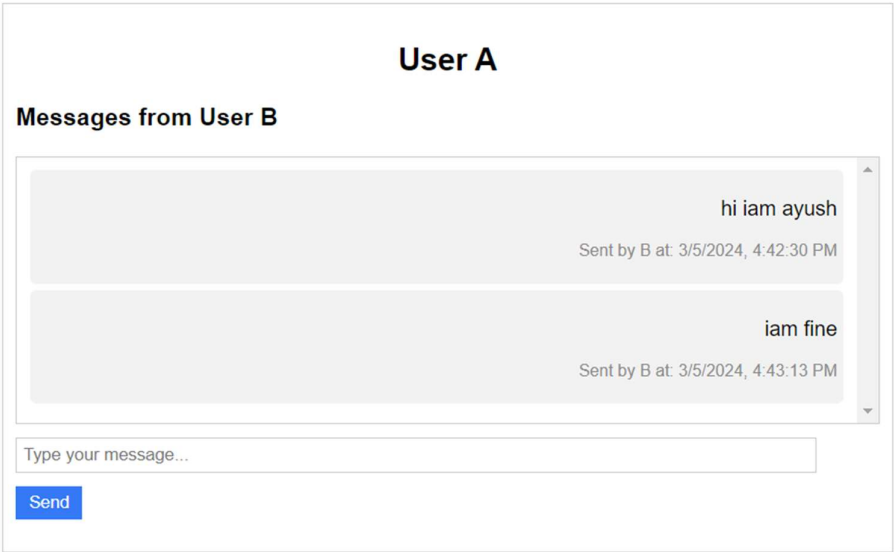 User A
Messages from User B
hi iam ayush
Sent by B at: 3/5/2024, 4:42:30 PM
iam fine
Sent by B at: 3/5/2024, 4:43:13 PM
Type your message...
Send